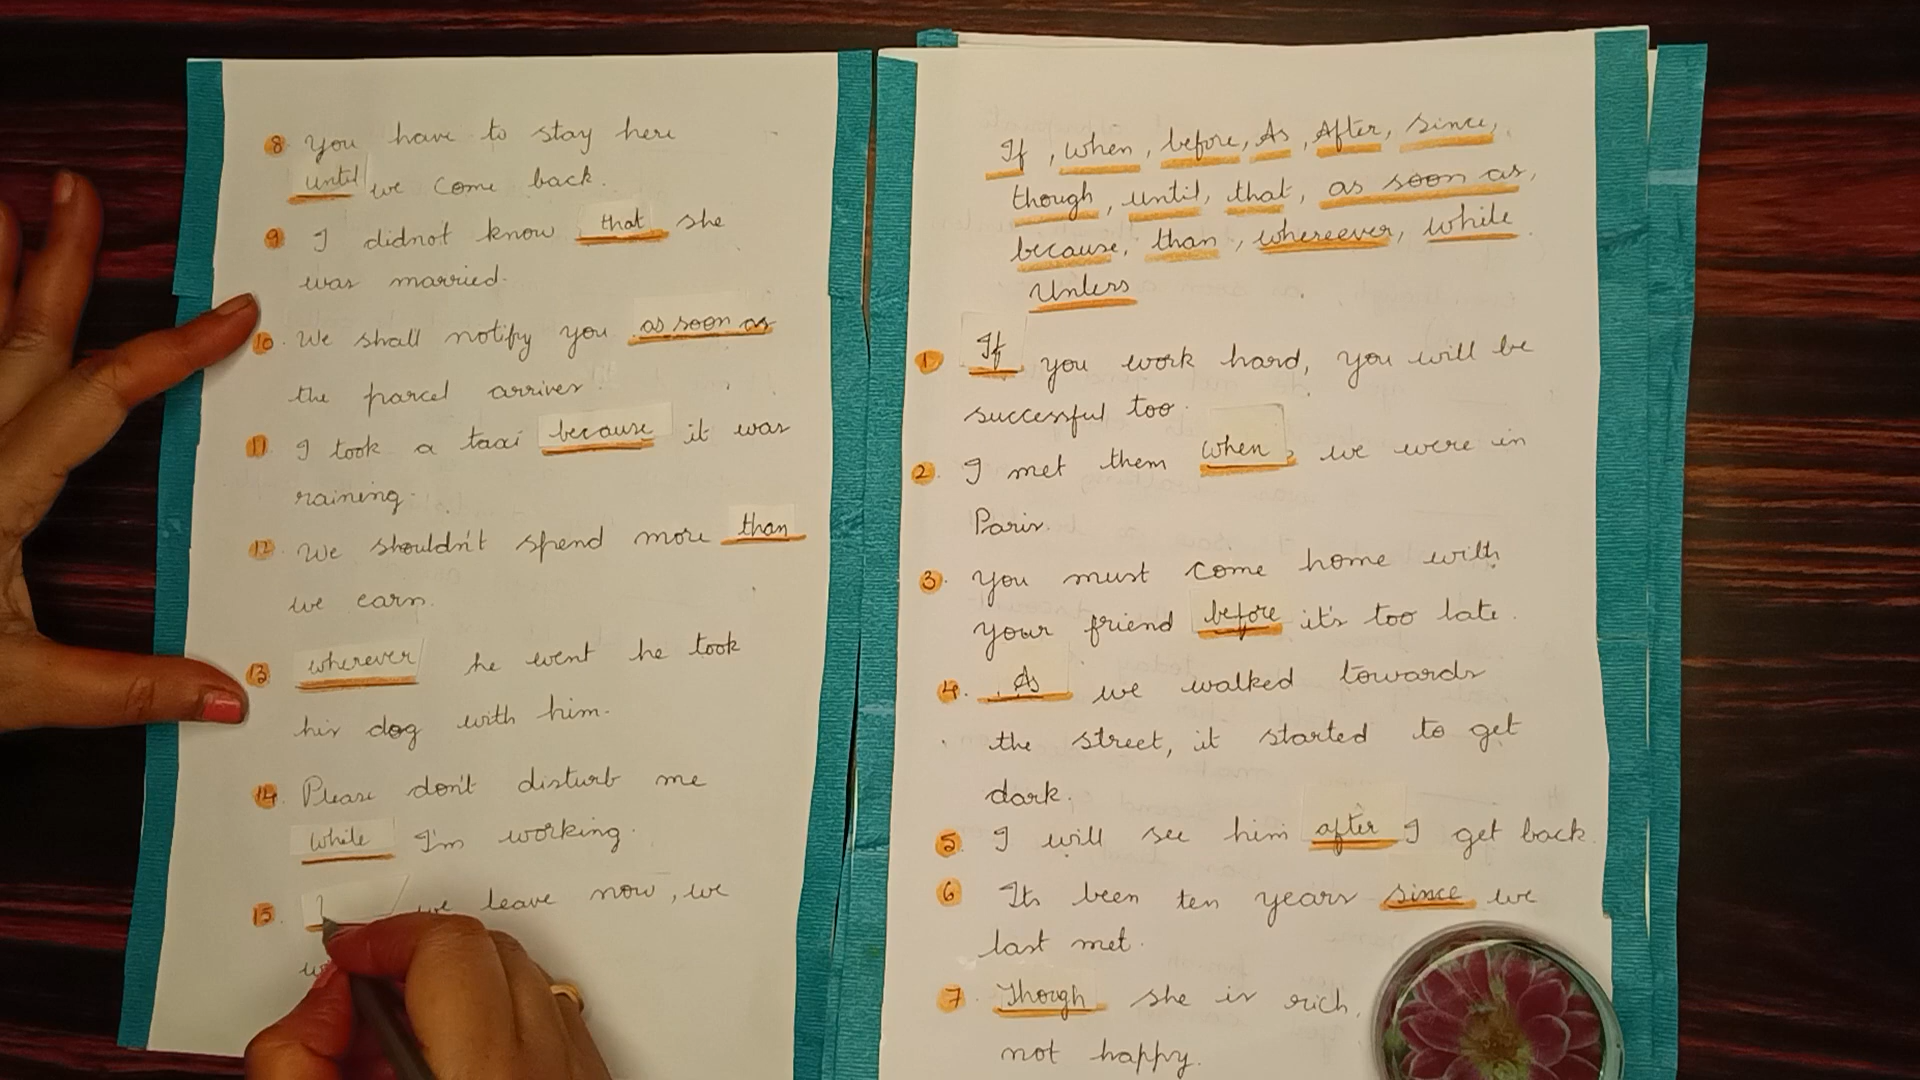 8 You have to stay here
until we come back.
9 I didnot know that she
was married.
10. We shall notify you as soon as
the parcel arrives.
11 I took a taxi because it was
raining.
12. We shouldn't spend more than
we earn.
13 wherever he went he took
his dog with him.
14. Please don't disturb me
while I'm working.
15. we leave now, we
If, when, before, As, After, since,
though, until, that, as soon as,
because, than, whereever, while.
Unless
1. If you work hard, you will be
successful too.
2. I met them when, we were in
Paris.
3. You must come home with
your friend before it's too late.
4. As we walked towards
the street, it started to get
dark.
5. I will see him after I get back.
6 Its been ten years since we
last met.
7. Though she is rich,
not happy.